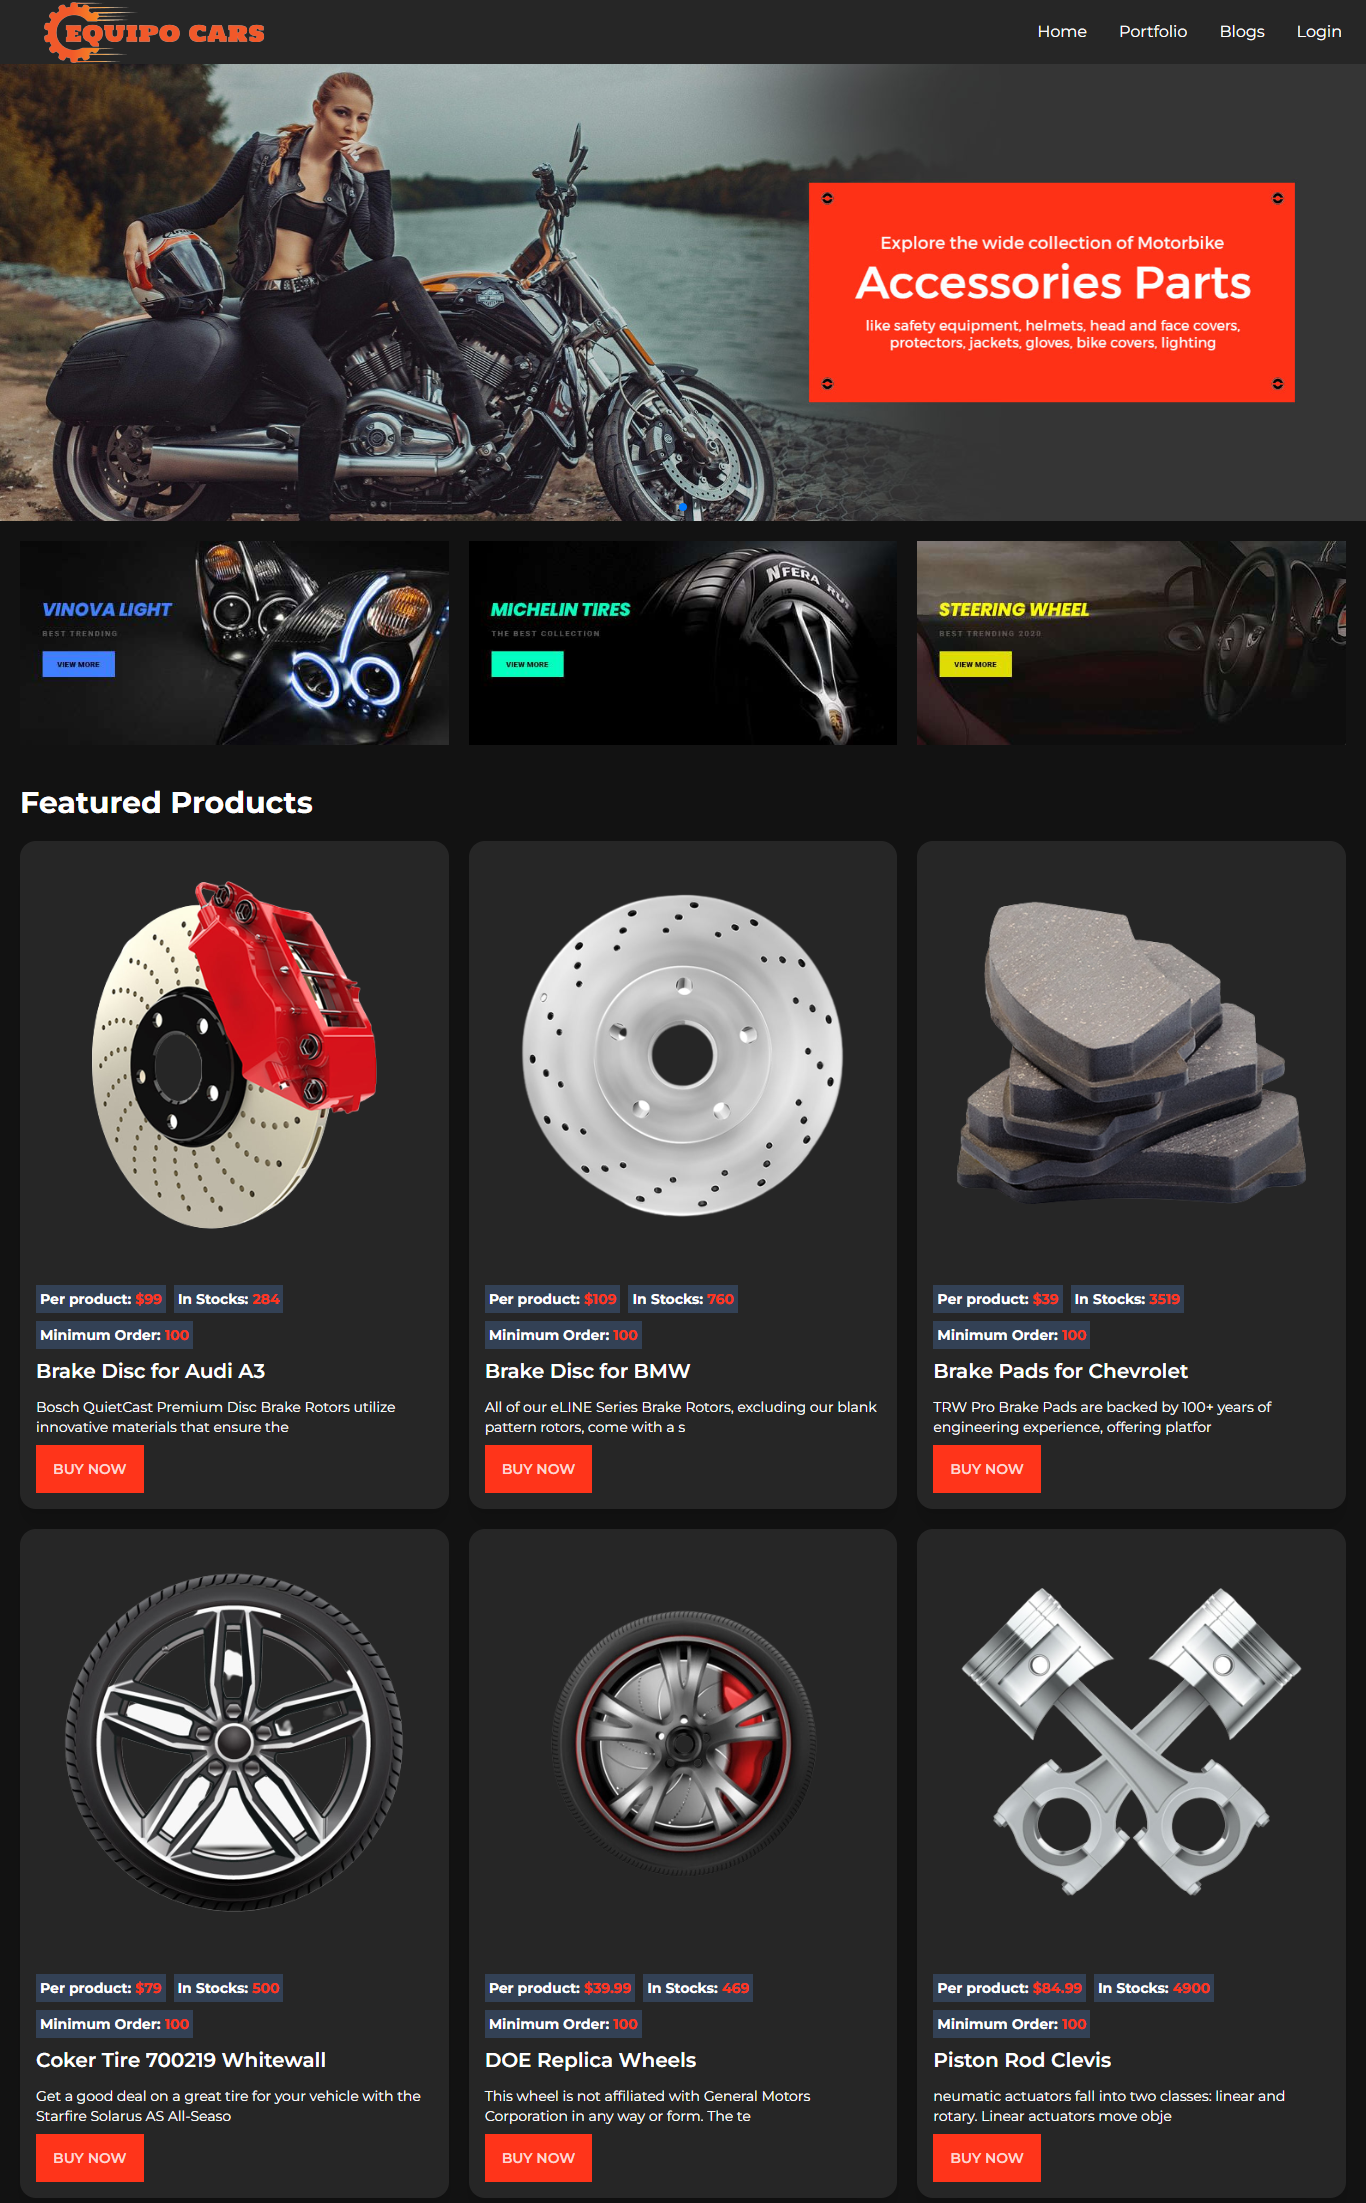 EQUIPO CARS
Home Portfolio Blogs Login
Explore the wide collection of Motorbike
Accessories Parts
like safety equipment, helmets, head and face covers,
protectors, jackets, gloves, bike covers, lighting
VINOVA LIGHT
BEST TRENDING
VIEW MORE
MICHELIN TIRES
THE BEST COLLECTION
VIEW MORE
NFERA RU1
STEERING WHEEL
BEST TRENDING 2020
VIEW MORE
Featured Products
Per product: $99 In Stocks: 284
Minimum Order: 100
Brake Disc for Audi A3
Bosch QuietCast Premium Disc Brake Rotors utilize
innovative materials that ensure the
BUY NOW
Per product: $109 In Stocks: 760
Minimum Order: 100
Brake Disc for BMW
All of our eLINE Series Brake Rotors, excluding our blank
pattern rotors, come with a s
BUY NOW
Per product: $39 In Stocks: 3519
Minimum Order: 100
Brake Pads for Chevrolet
TRW Pro Brake Pads are backed by 100+ years of
engineering experience, offering platfor
BUY NOW
Per product: $79 In Stocks: 500
Minimum Order: 100
Coker Tire 700219 Whitewall
Get a good deal on a great tire for your vehicle with the
Starfire Solarus AS All-Seaso
BUY NOW
Per product: $39.99 In Stocks: 469
Minimum Order: 100
DOE Replica Wheels
This wheel is not affiliated with General Motors
Corporation in any way or form. The te
BUY NOW
Per product: $84.99 In Stocks: 4900
Minimum Order: 100
Piston Rod Clevis
neumatic actuators fall into two classes: linear and
rotary. Linear actuators move obje
BUY NOW